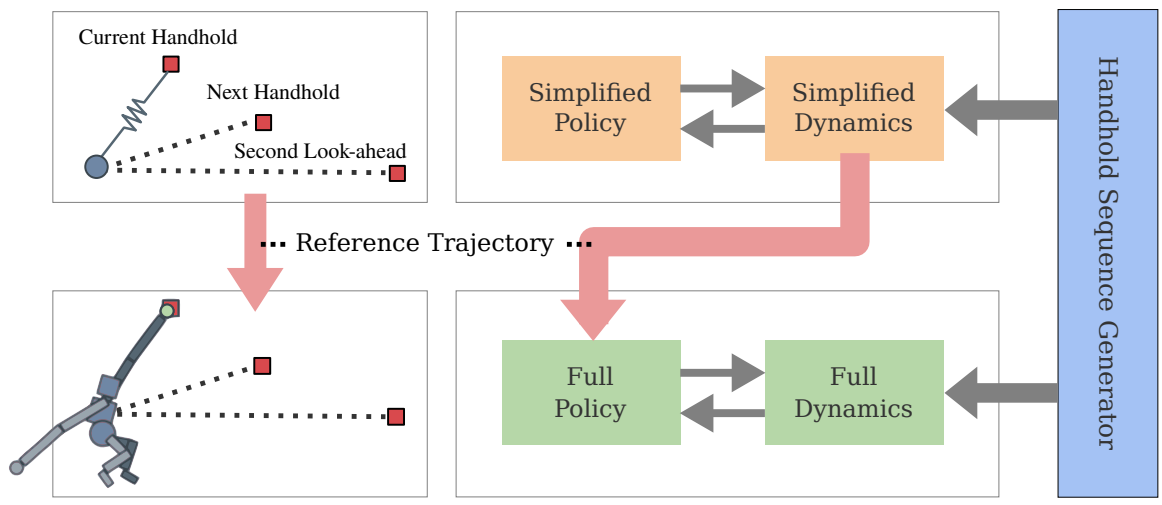 Current Handhold
Next Handhold
Second Look-ahead
Simplified
Policy
Simplified
Dynamics
Handhold Sequence Generator
··· Reference Trajectory ···
Full
Policy
Full
Dynamics